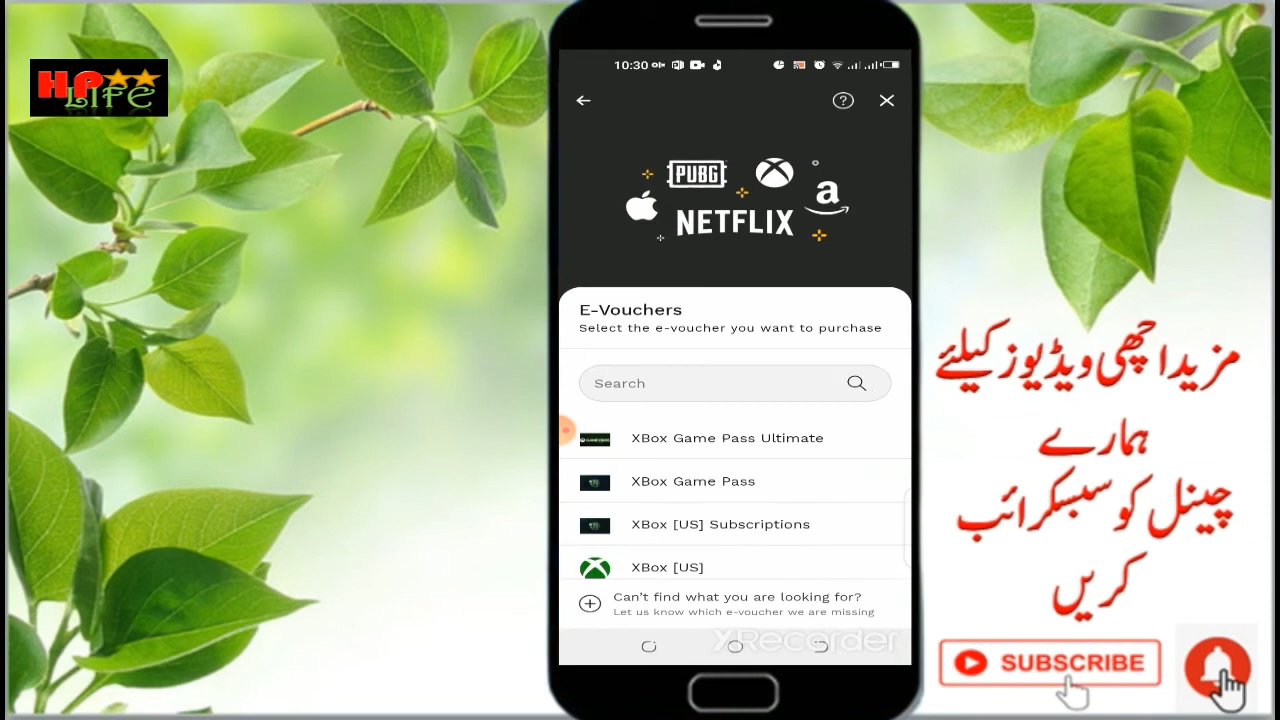 HP
LIFE
10:30
PUBG
a
NETFLIX
E-Vouchers
Select the e-voucher you want to purchase
Search
XBox Game Pass Ultimate
XBox Game Pass
XBox [US] Subscriptions
XBox [US]
Can't find what you are looking for?
Let us know which e-voucher we are missing
XRecorder
مزید اچھی ویڈیوز کیلئے
ہمارے
چینل کو سبسکرائب
کریں
SUBSCRIBE